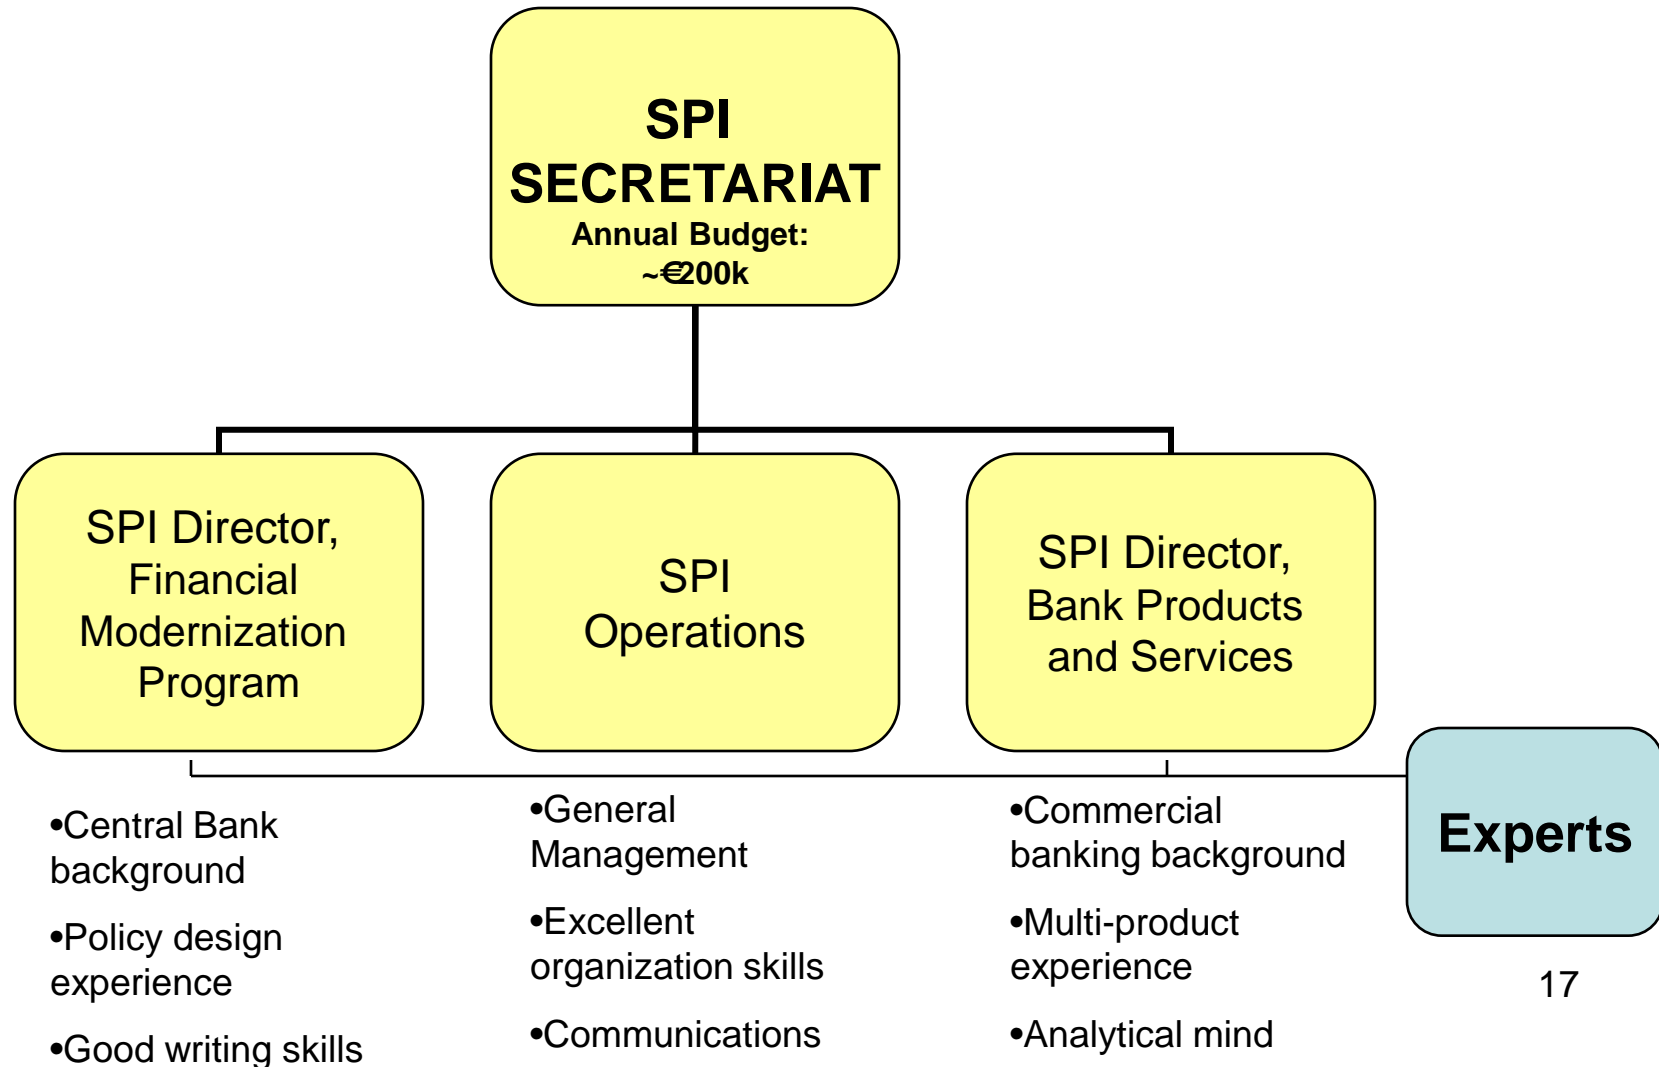 SPI
SECRETARIAT
Annual Budget:
~€200k
SPI Director,
Financial
Modernization
Program
SPI
Operations
SPI Director,
Bank Products
and Services
•Central Bank
background
•Policy design
experience
•Good writing skills
•General
Management
•Excellent
organization skills
•Communications
•Commercial
banking background
•Multi-product
experience
•Analytical mind
Experts
17